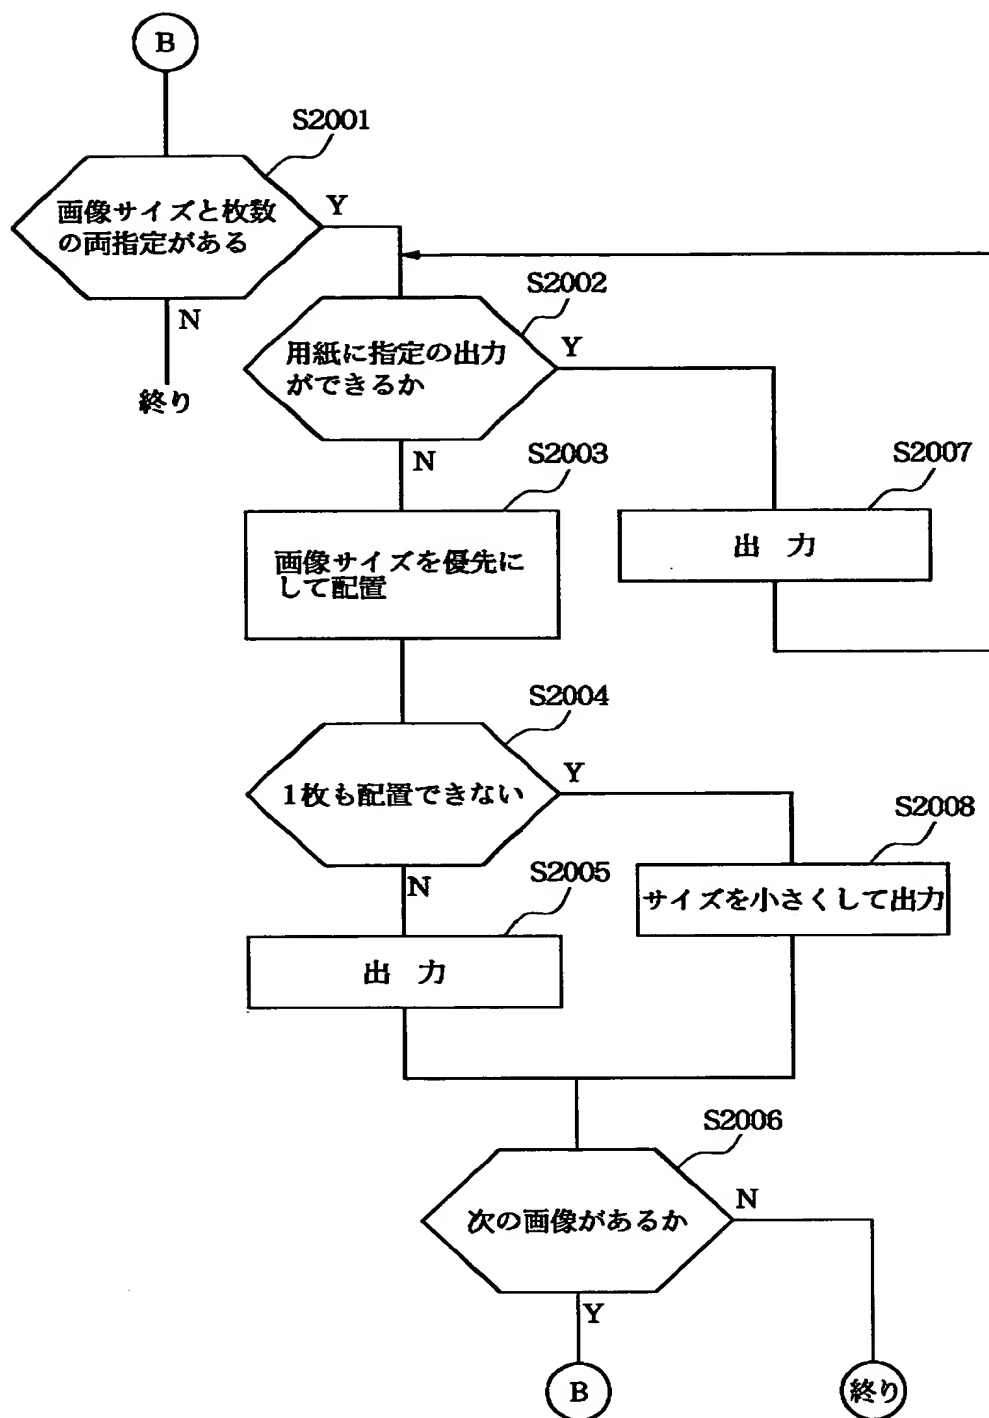 B
S2001
画像サイズと枚数
の両指定がある
Y
N
終り
S2002
用紙に指定の出力
ができるか
Y
N
S2003
画像サイズを優先に
して配置
S2007
出 力
S2004
1枚も配置できない
Y
N
S2008
サイズを小さくして出力
S2005
出 力
S2006
次の画像があるか
N
Y
B
終り